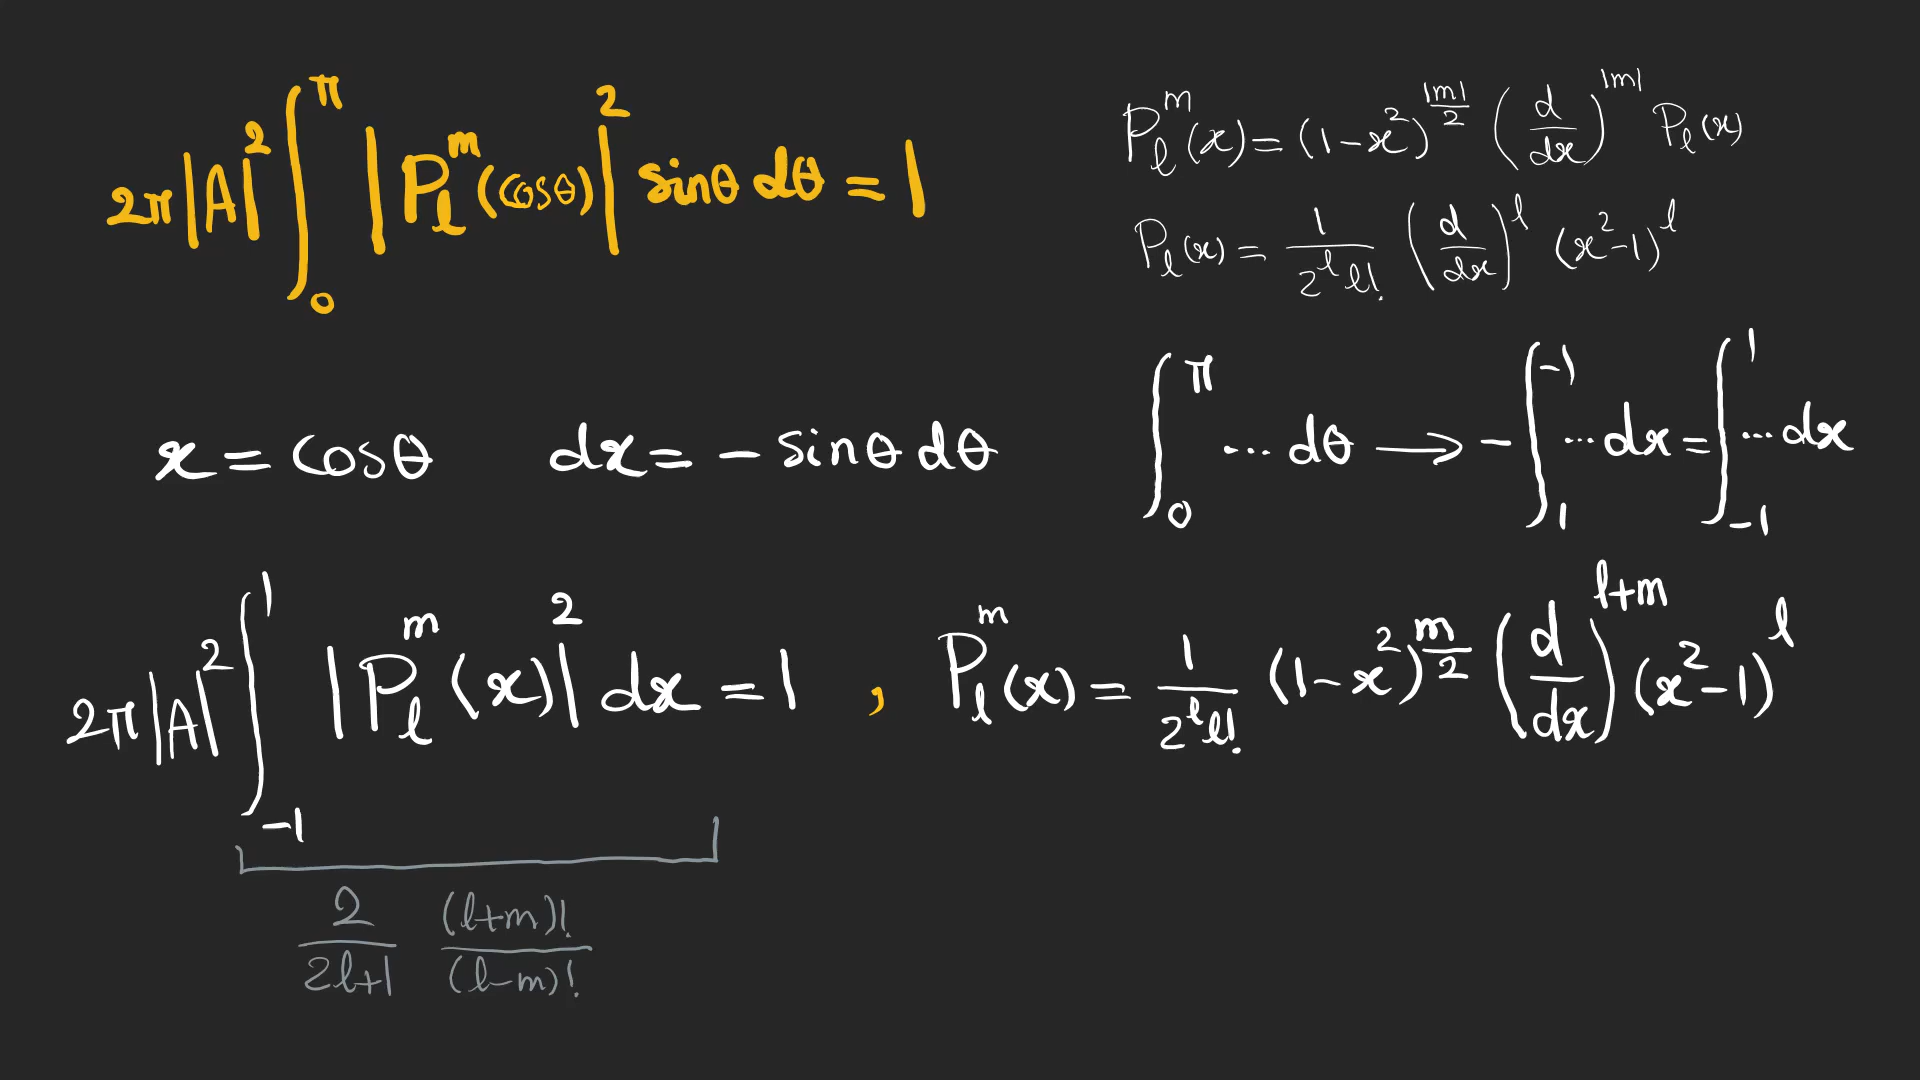 2π|A|² ∫₀^π |P_l^m(cosθ)|² sinθ dθ = 1
P_l^m(x) = (1-x²)^{|m|/2} (d/dx)^{|m|} P_l(x)
P_l(x) = 1/(2^l l!) (d/dx)^l (x²-1)^l
x = cosθ    dx = - sinθ dθ
∫₀^π ... dθ → -∫₁^{-1} ... dx = ∫_{-1}^1 ... dx
2π|A|² ∫_{-1}^1 |P_l^m(x)|² dx = 1 , P_l^m(x) = 1/(2^l l!) (1-x²)^{m/2} (d/dx)^{l+m} (x²-1)^l
2/(2l+1) (l+m)!/(l-m)!